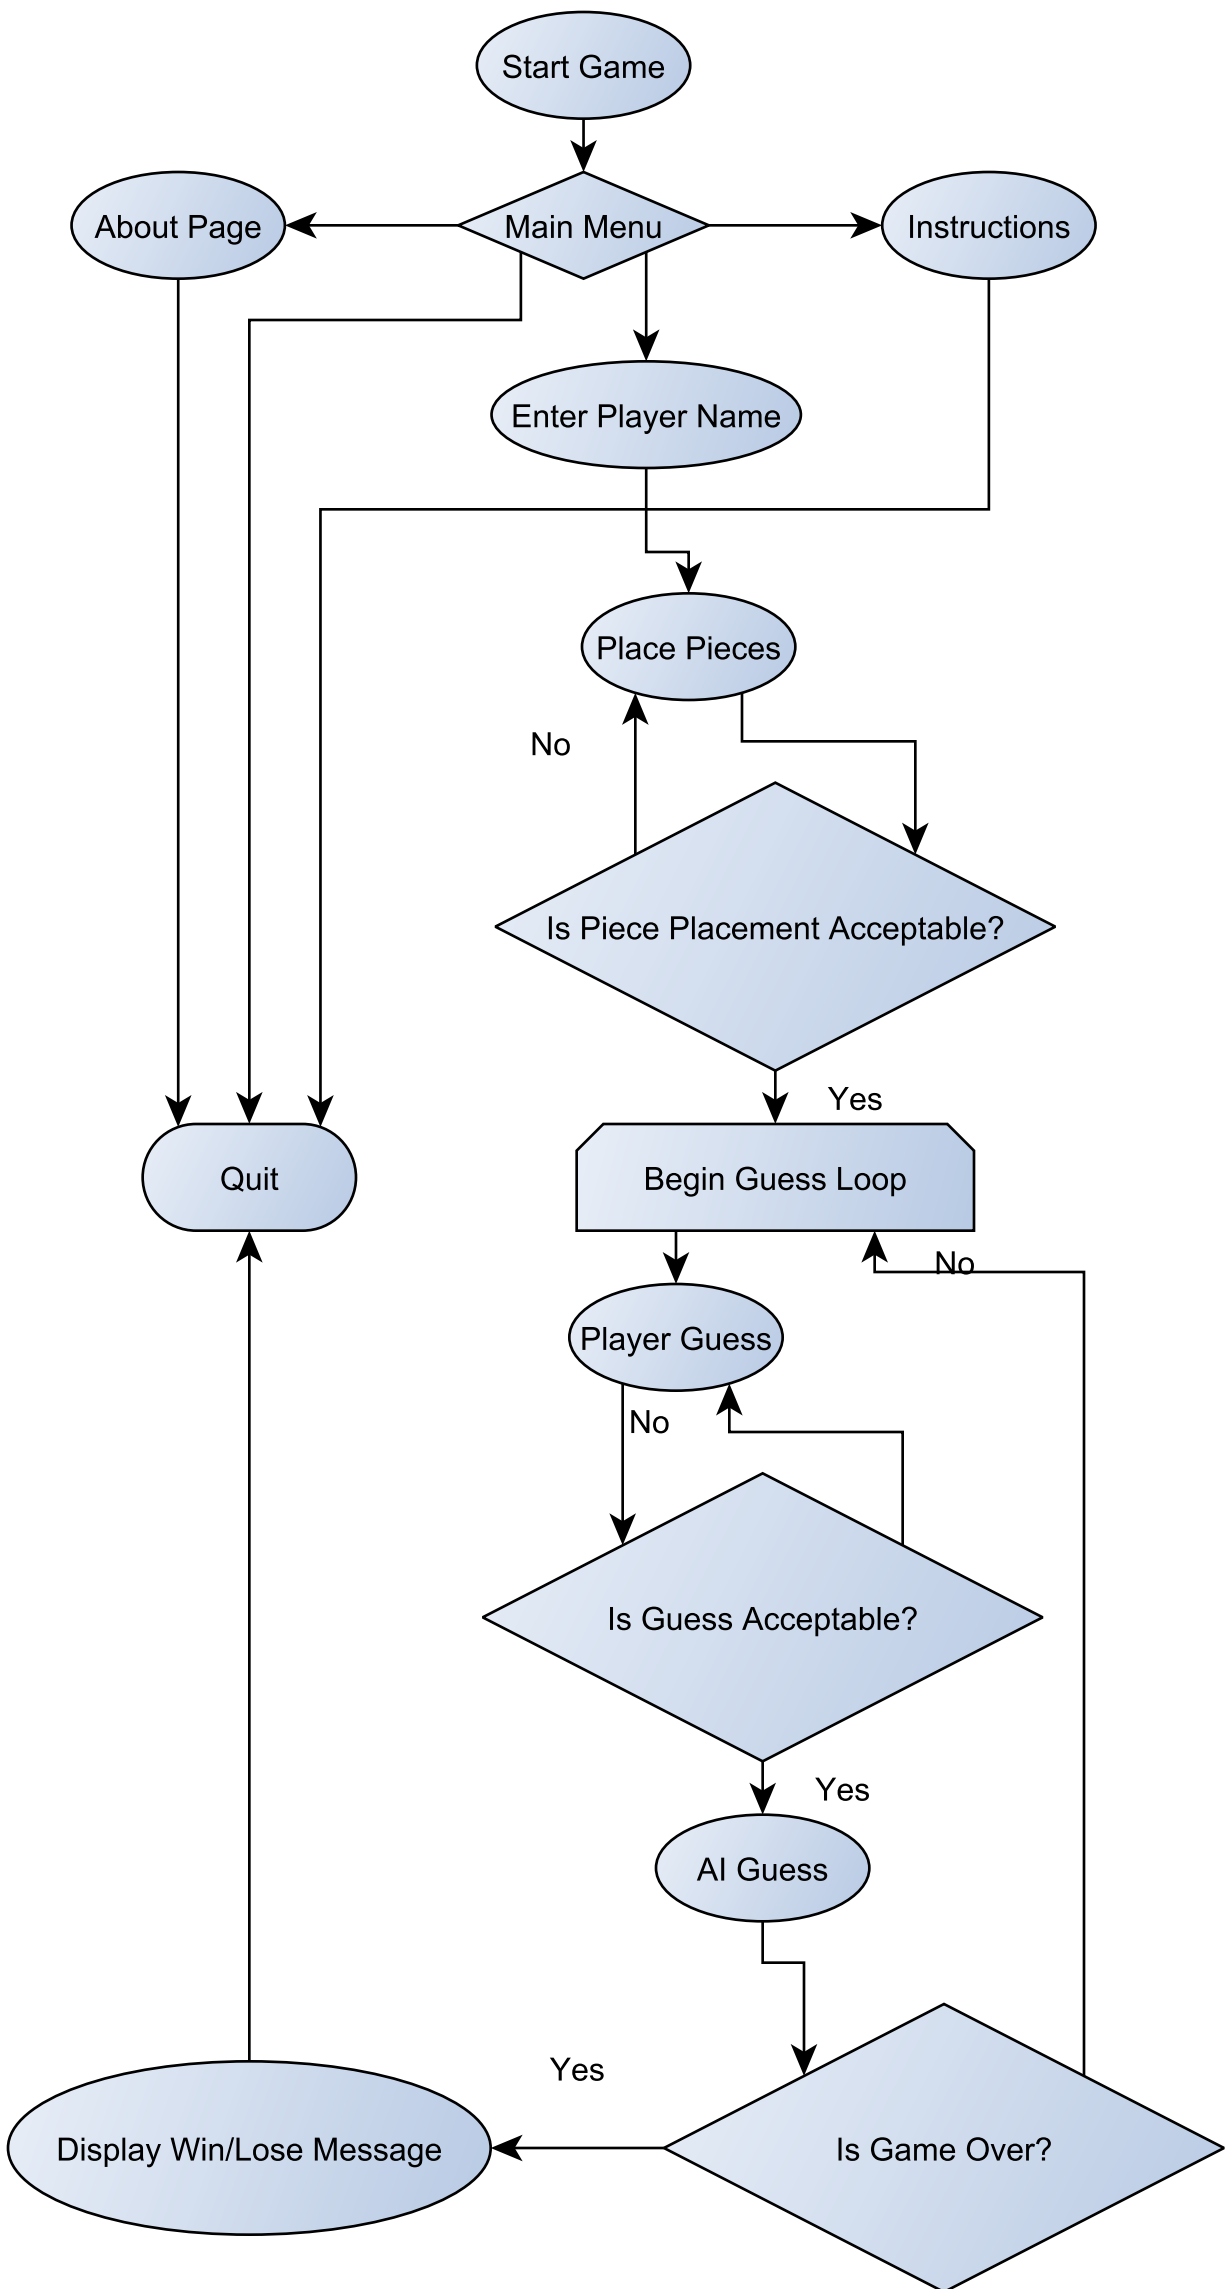 Start Game
About Page
Main Menu
Instructions
Enter Player Name
Place Pieces
No
Is Piece Placement Acceptable?
Yes
Quit
Begin Guess Loop
No
Player Guess
No
Is Guess Acceptable?
Yes
AI Guess
Yes
Display Win/Lose Message
Is Game Over?